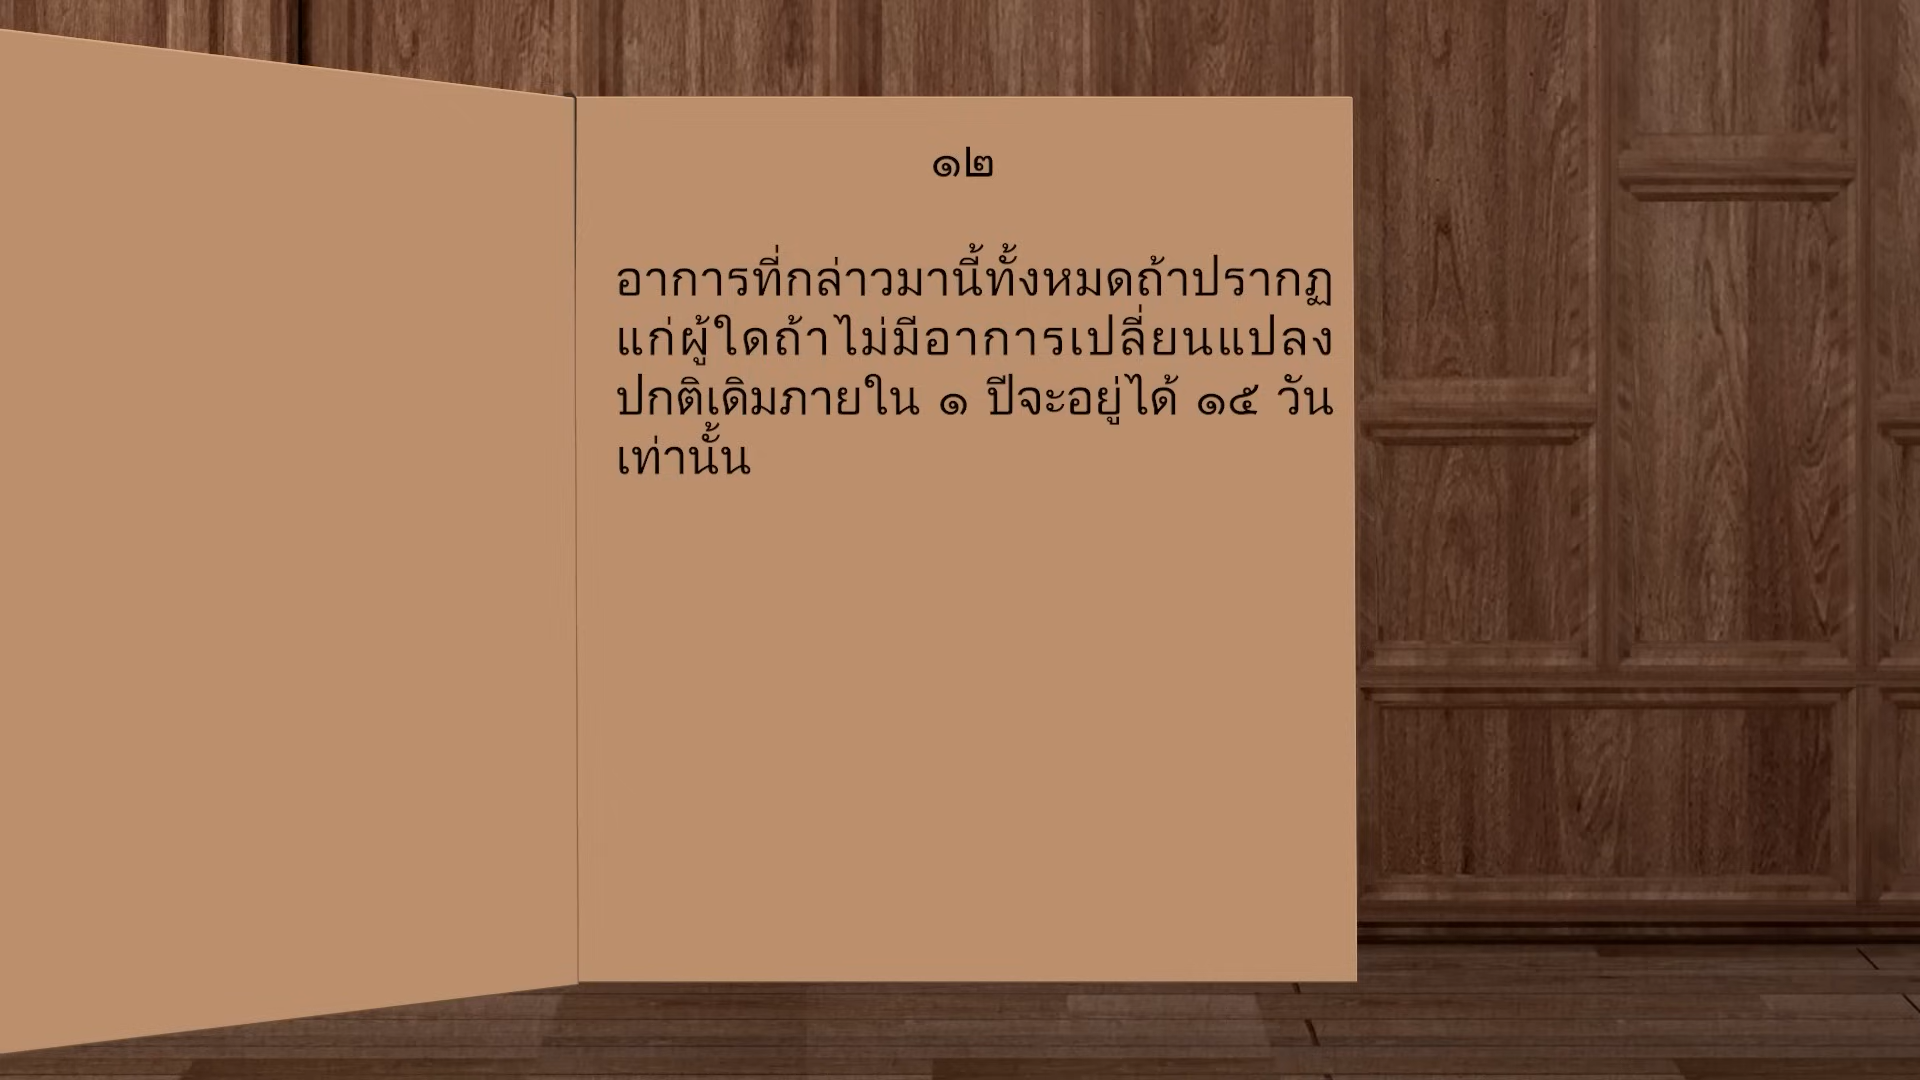 ๑๒
อาการที่กล่าวมานี้ทั้งหมดถ้าปรากฏ
แก่ผู้ใดถ้าไม่มีอาการเปลี่ยนแปลง
ปกติเดิมภายใน ๑ ปีจะอยู่ได้ ๑๕ วัน
เท่านั้น